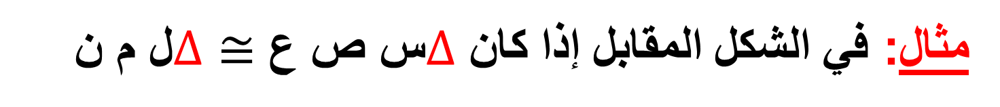 مثال: في الشكل المقابل إذا كان Δس ص ع ≅ Δل م ن